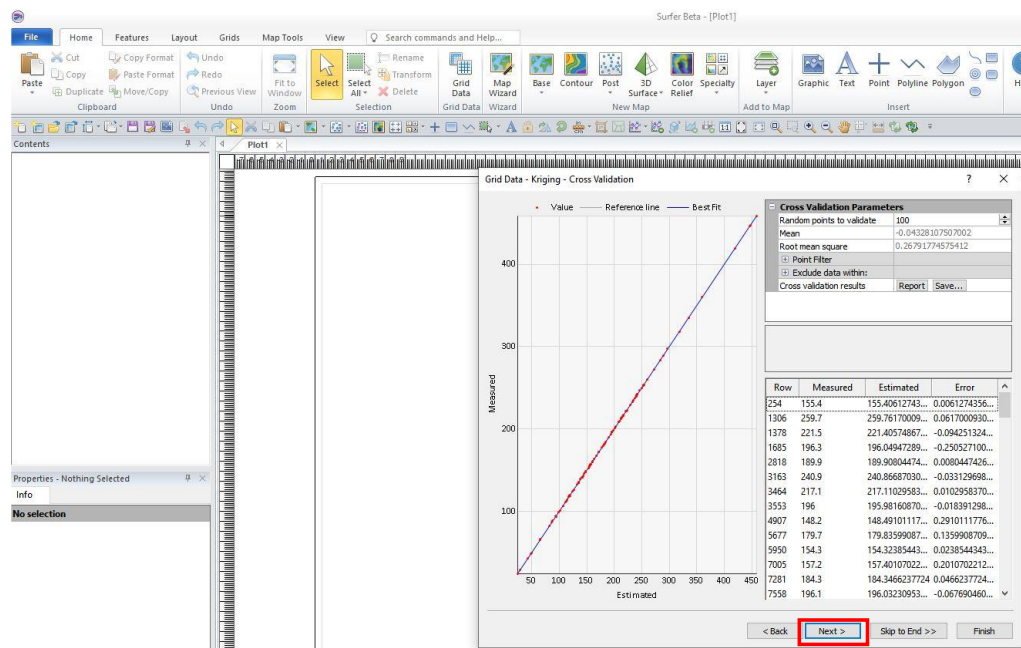 Surfer Beta - [Plot1]
File Home Features Layout Grids Map Tools View Search commands and Help...
Paste Cut Copy Duplicate Copy Format Paste Format Move/Copy
Clipboard
Undo Redo Previous View
Undo
Fit to Window
Zoom
Select Select All Rename Transform Delete
Selection
Grid Data
Grid Data
Map Wizard
Wizard
Base Contour Post 3D Surface Color Relief Specialty
New Map
Layer
Add to Map
Graphic Text Point Polyline Polygon
Insert
H
Contents
Plot1
Properties - Nothing Selected
Info
No selection
Grid Data - Kriging - Cross Validation
? ×
Value Reference line Best Fit
Measured
400
300
200
100
50 100 150 200 250 300 350 400 450
Estimated
Cross Validation Parameters
Random points to validate 100
Mean -0.04328107507002
Root mean square 0.26791774575412
Point Filter
Exclude data within:
Cross validation results Report Save...
Row Measured Estimated Error
254 155.4 155.40612743... 0.0061274356...
1306 259.7 259.76170009... 0.0617000930...
1378 221.5 221.40574867... -0.094251324...
1685 196.3 196.04947289... -0.250527100...
2818 189.9 189.90804474... 0.0080447426...
3163 240.9 240.86687030... -0.033129698...
3464 217.1 217.11029583... 0.0102958370...
3553 196 195.98160870... -0.018391298...
4907 148.2 148.49101117... 0.2910111776...
5677 179.7 179.83599087... 0.1359908709...
5950 154.3 154.32385443... 0.0238544343...
7005 157.2 157.40107022... 0.2010702212...
7281 184.3 184.3466237724 0.0466237724...
7558 196.1 196.03230953... -0.067690460...
< Back Next > Skip to End >> Finish